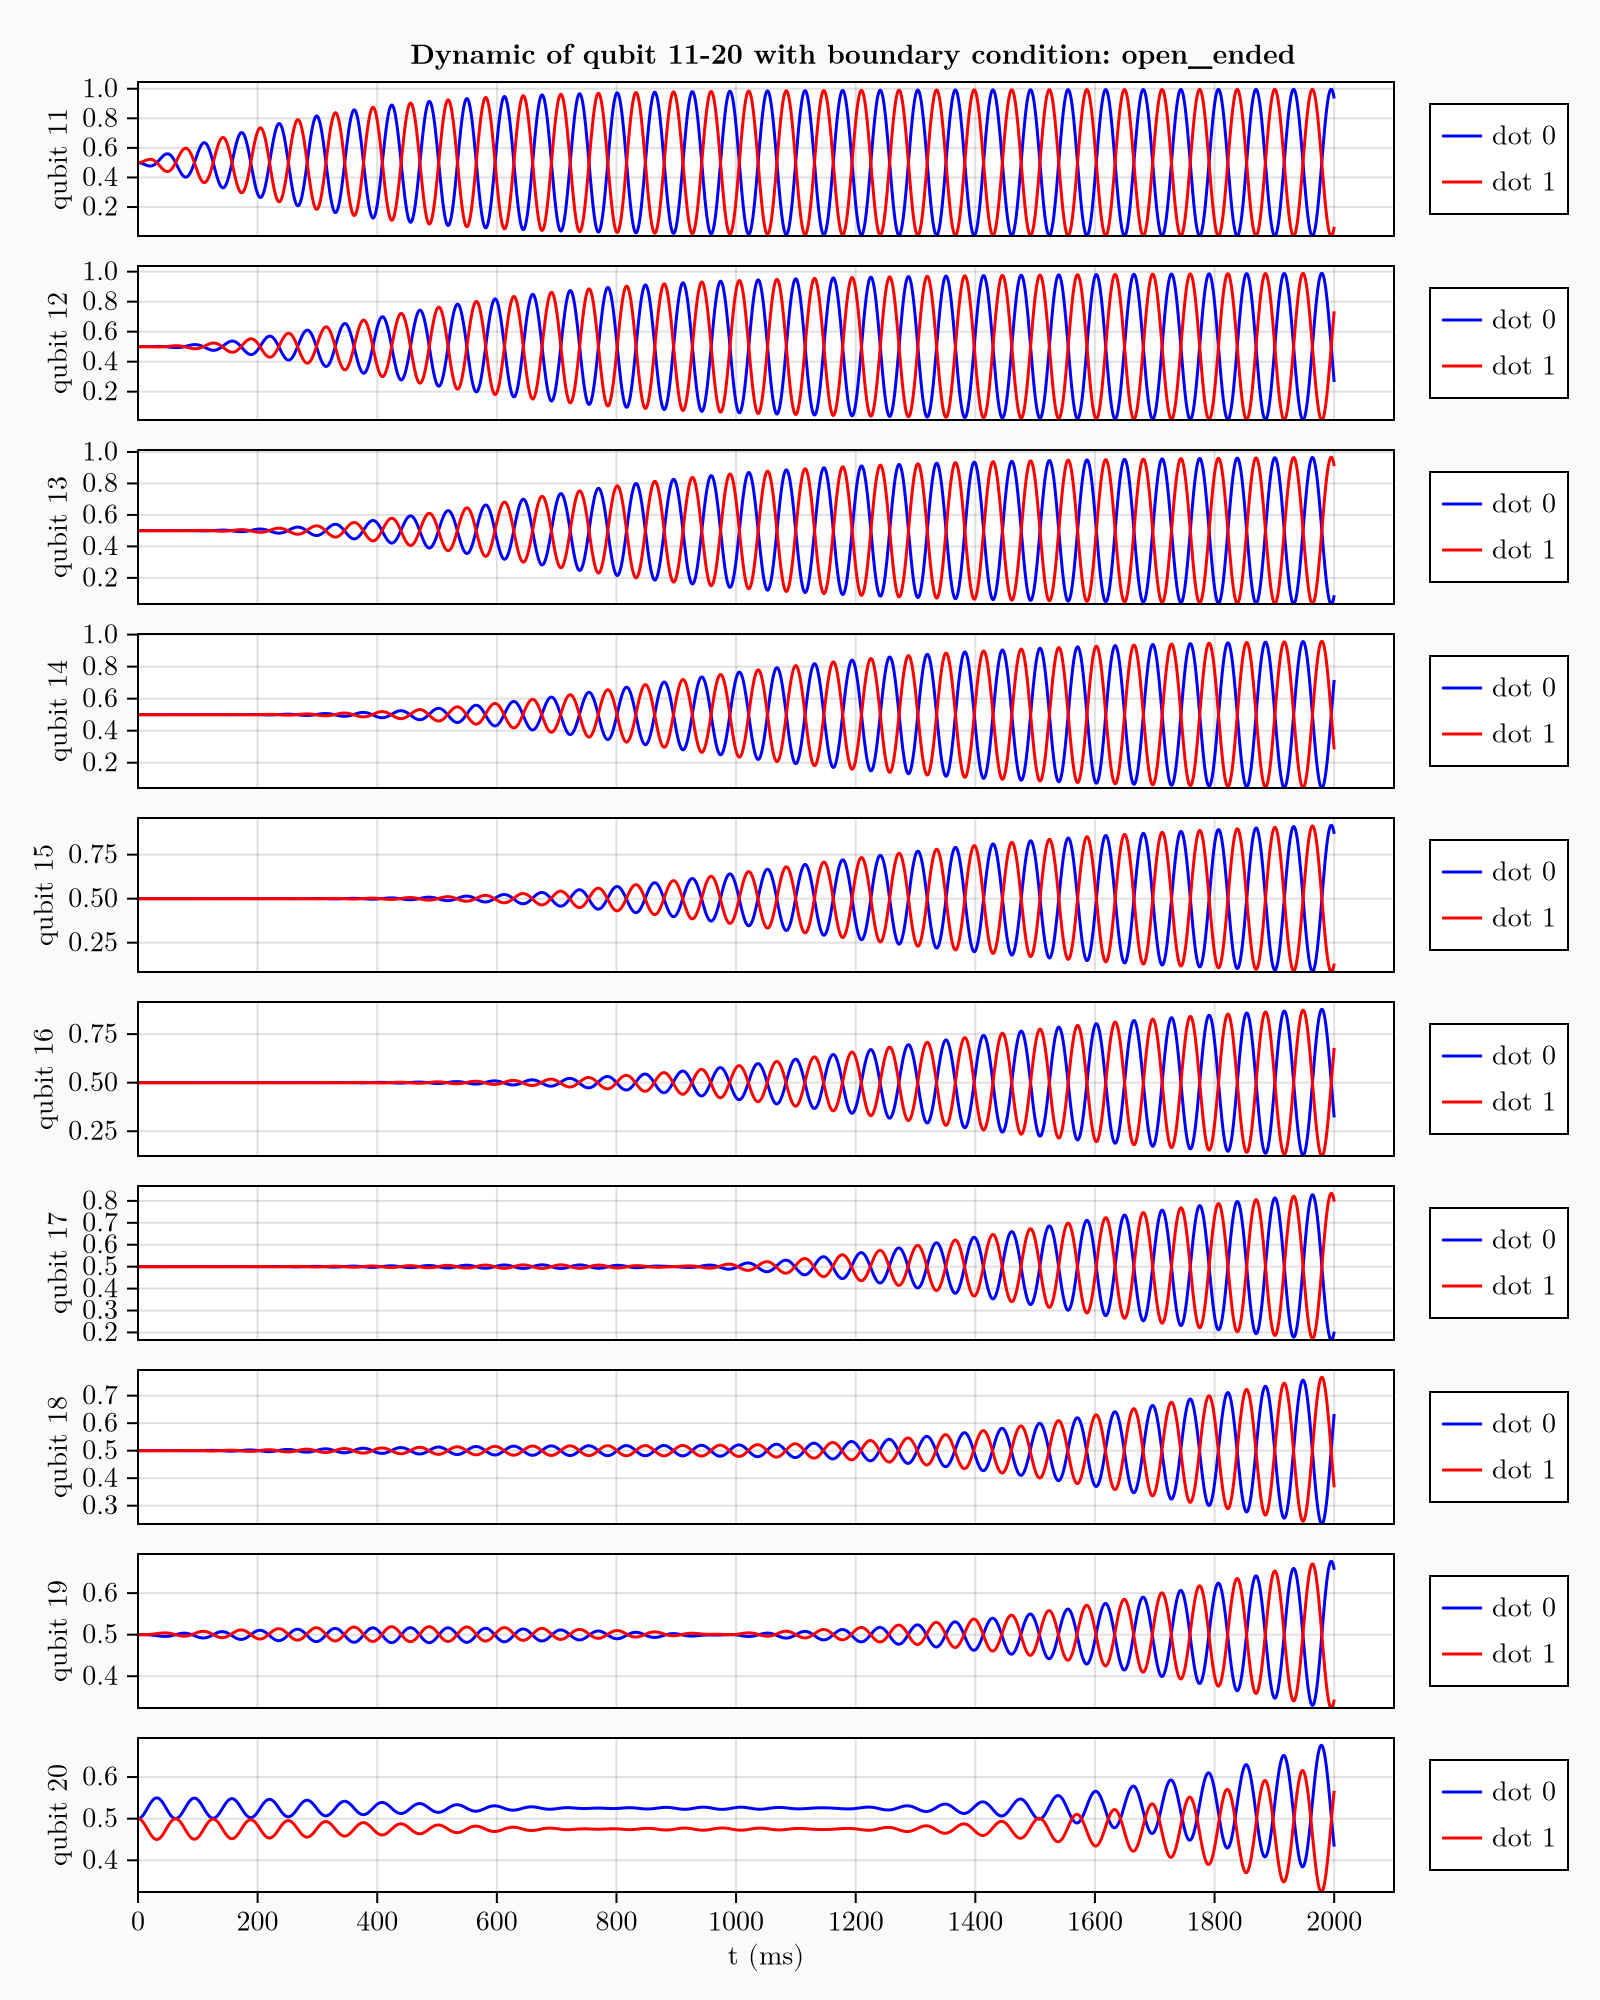 Dynamic of qubit 11-20 with boundary condition: open_ended
qubit 11
1.0
0.8
0.6
0.4
0.2
dot 0
dot 1
qubit 12
1.0
0.8
0.6
0.4
0.2
dot 0
dot 1
qubit 13
1.0
0.8
0.6
0.4
0.2
dot 0
dot 1
qubit 14
1.0
0.8
0.6
0.4
0.2
dot 0
dot 1
qubit 15
0.75
0.50
0.25
dot 0
dot 1
qubit 16
0.75
0.50
0.25
dot 0
dot 1
qubit 17
0.8
0.7
0.6
0.5
0.4
0.3
0.2
dot 0
dot 1
qubit 18
0.7
0.6
0.5
0.4
0.3
dot 0
dot 1
qubit 19
0.6
0.5
0.4
dot 0
dot 1
qubit 20
0.6
0.5
0.4
dot 0
dot 1
0 200 400 600 800 1000 1200 1400 1600 1800 2000
t (ms)